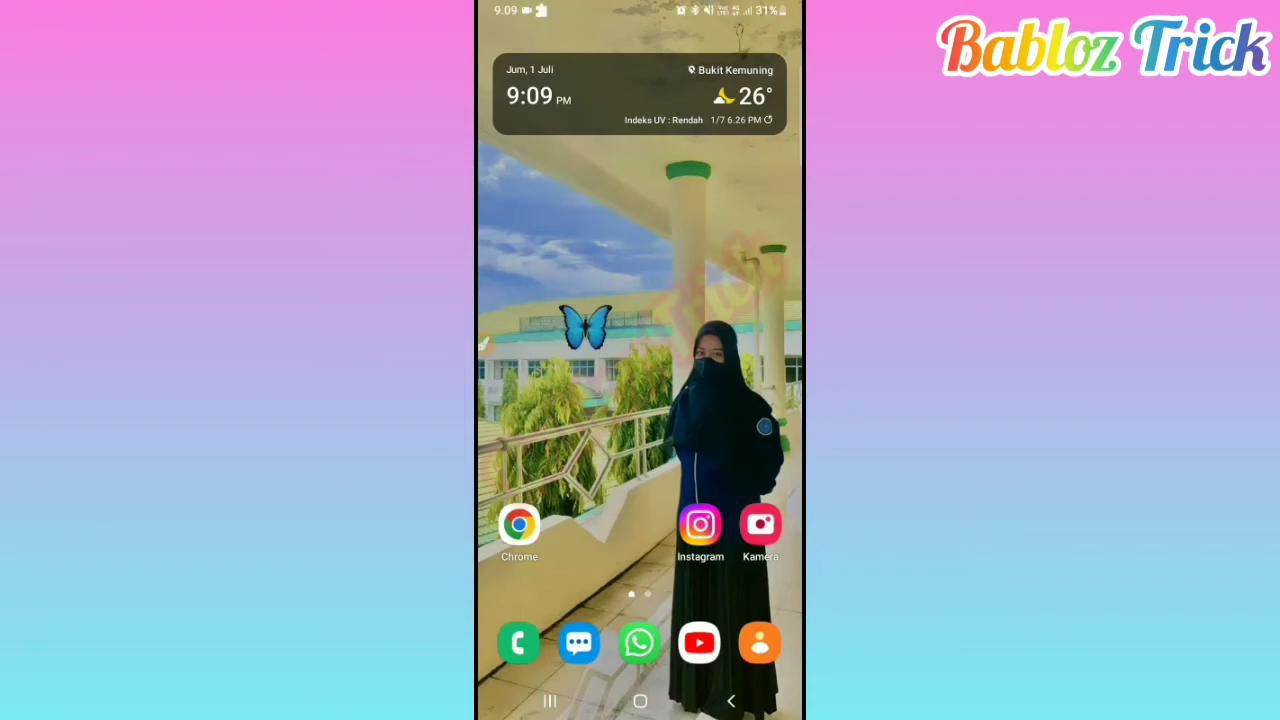 9.09
31%
Babloz Trick
Jum, 1 Juli
Bukit Kemuning
9:09 PM
26°
Indeks UV : Rendah 1/7 6.26 PM
Trick
Chrome
Instagram
Kamera